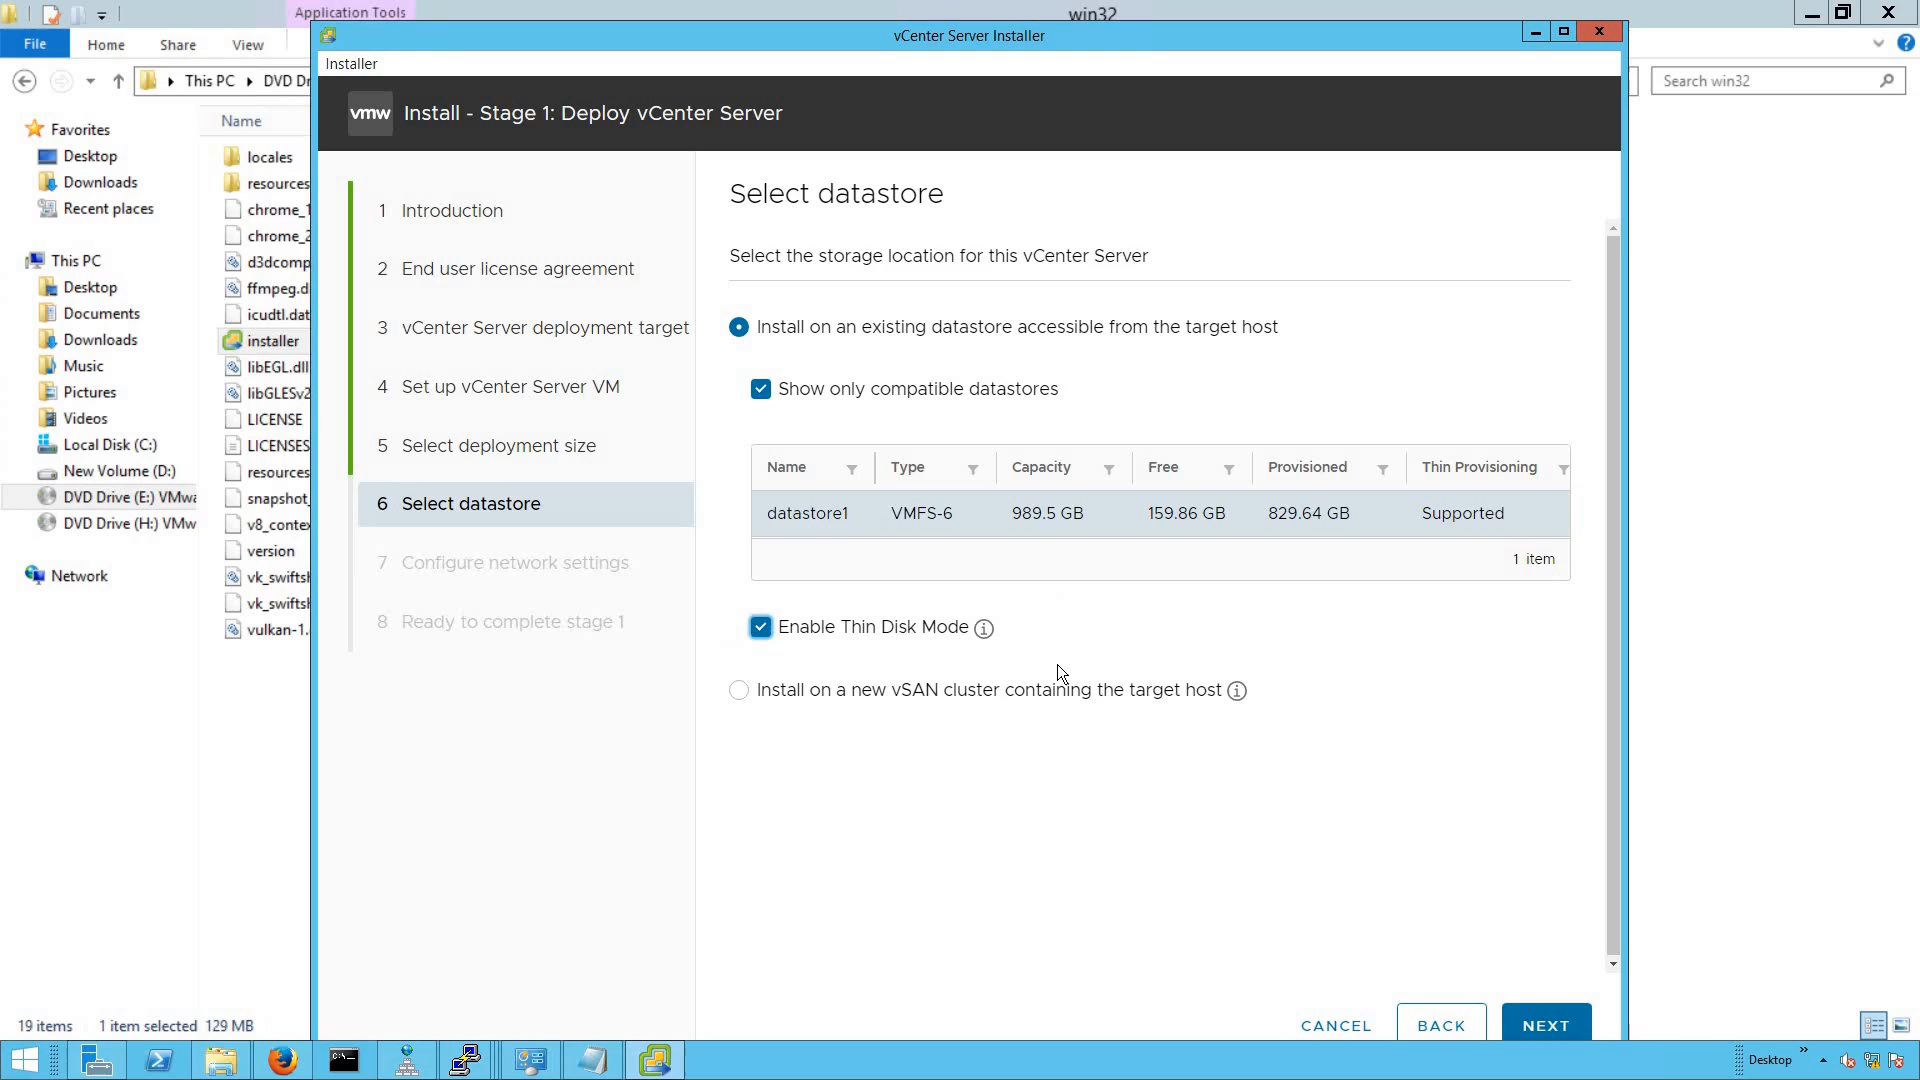 Application Tools
win32
File
Home
Share
View
This PC
DVD Dr
Search win32
Favorites
Desktop
Downloads
Recent places
This PC
Desktop
Documents
Downloads
Music
Pictures
Videos
Local Disk (C:)
New Volume (D:)
DVD Drive (E:) VMwa
DVD Drive (H:) VMw
Network
Name
locales
resources
chrome_1
chrome_2
d3dcomp
ffmpeg.d
icudtl.dat
installer
libEGL.dll
libGLESv2
LICENSE
LICENSES
resources
snapshot_
v8_contex
version
vk_swiftsh
vk_swiftsh
vulkan-1.
19 items
1 item selected 129 MB
vCenter Server Installer
Installer
vmw
Install - Stage 1: Deploy vCenter Server
1 Introduction
2 End user license agreement
3 vCenter Server deployment target
4 Set up vCenter Server VM
5 Select deployment size
6 Select datastore
7 Configure network settings
8 Ready to complete stage 1
Select datastore
Select the storage location for this vCenter Server
Install on an existing datastore accessible from the target host
Show only compatible datastores
Name Type Capacity Free Provisioned Thin Provisioning
datastore1 VMFS-6 989.5 GB 159.86 GB 829.64 GB Supported
1 item
Enable Thin Disk Mode
Install on a new vSAN cluster containing the target host
CANCEL
BACK
NEXT
Desktop